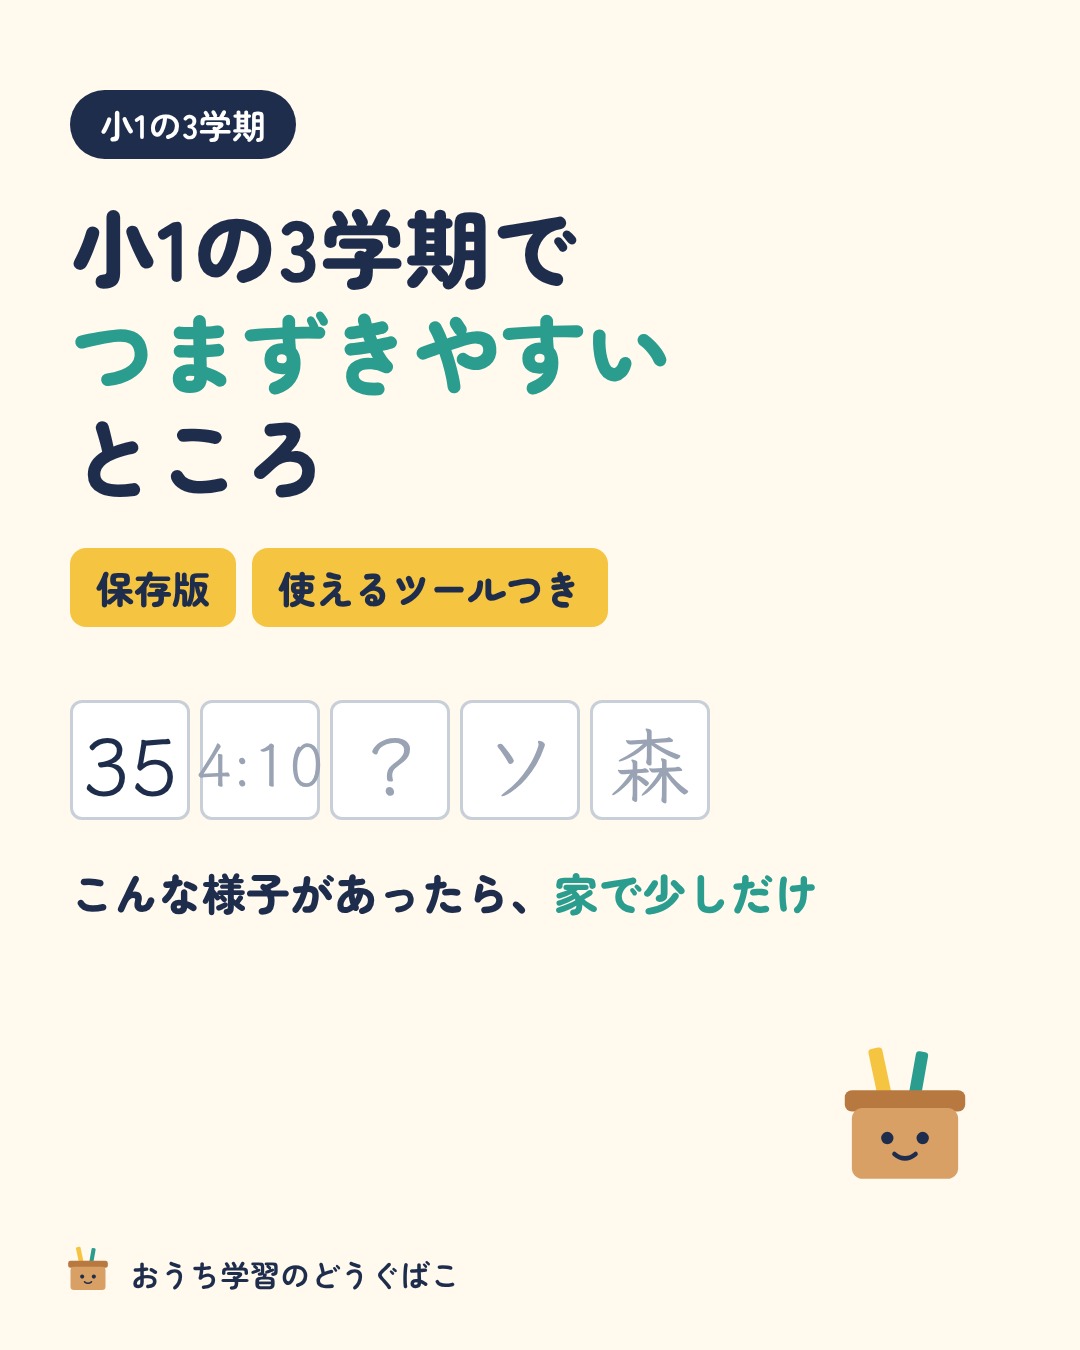 小1の3学期
小1の3学期で
つまずきやすい
ところ
保存版 使えるツールつき
35 4:10 ? ソ 森
こんな様子があったら、家で少しだけ
おうち学習のどうぐばこ